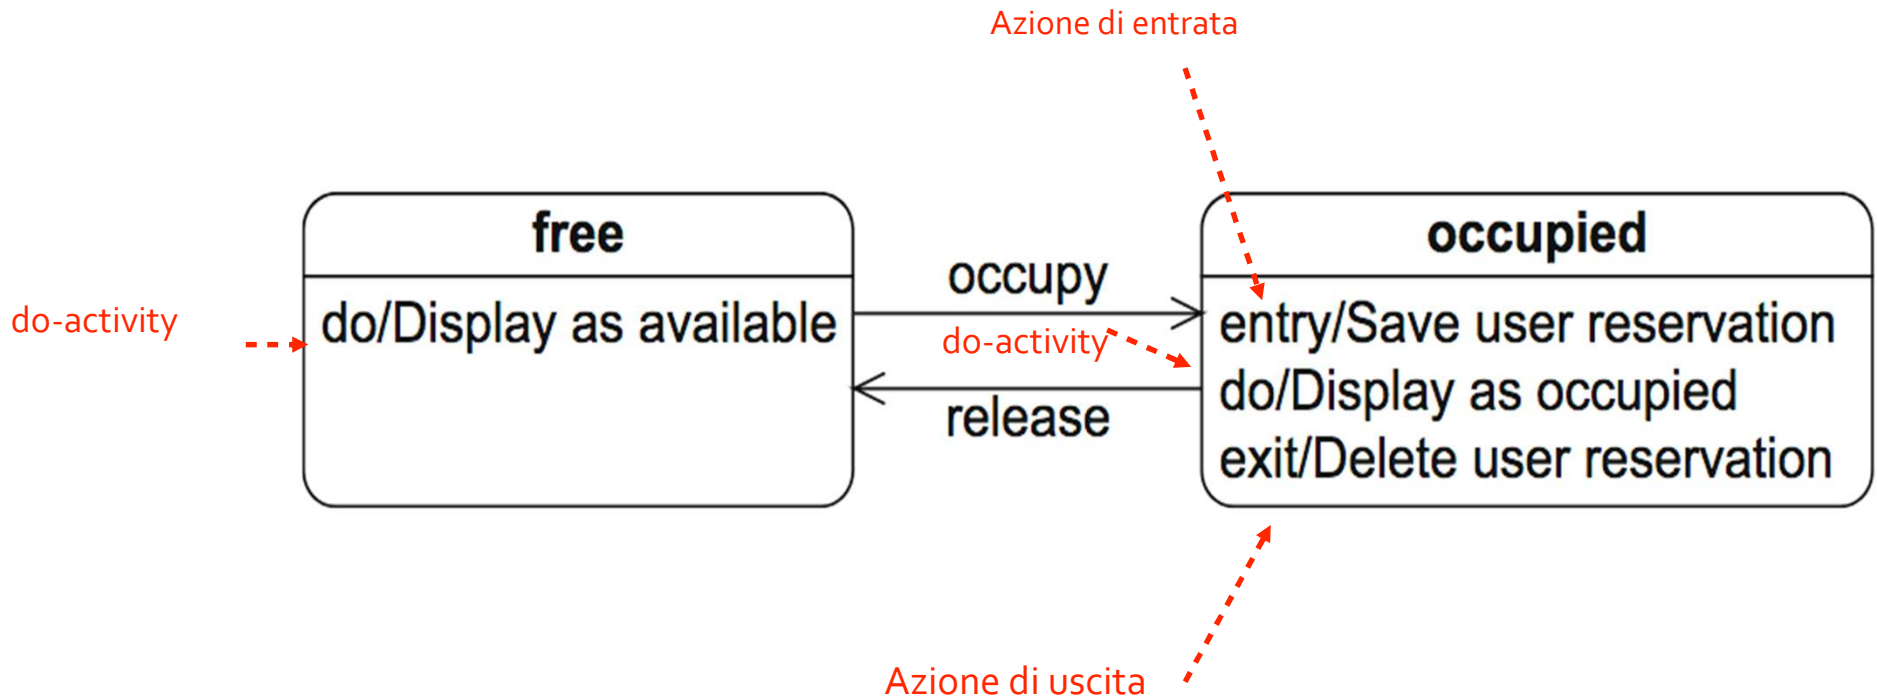 Azione di entrata
free
occupied
occupy
do-activity
do/Display as available
do-activity
entry/Save user reservation
do/Display as occupied
release
exit/Delete user reservation
Azione di uscita